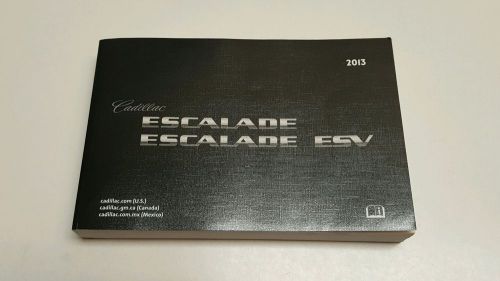 2013
Cadillac
ESCALADE
ESCALADE ESV
cadillac.com (U.S.)
cadillac.gm.ca (Canada)
cadillac.com.mx (Mexico)